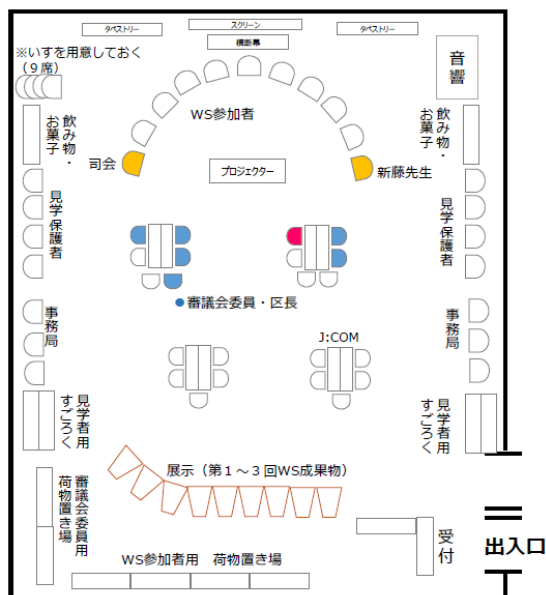 タペストリー
スクリーン
タペストリー
横断幕
※いすを用意しておく
（９席）
音響
WS参加者
飲み物・
お菓子
飲み物・
お菓子
司会
プロジェクター
新藤先生
見学保護者
見学保護者
●審議会委員・区長
事務局
事務局
J:COM
見学者用
すごろく
見学者用
すごろく
展示（第１～３回WS成果物）
審議会委員用
荷物置き場
受付
出入口
WS参加者用　荷物置き場